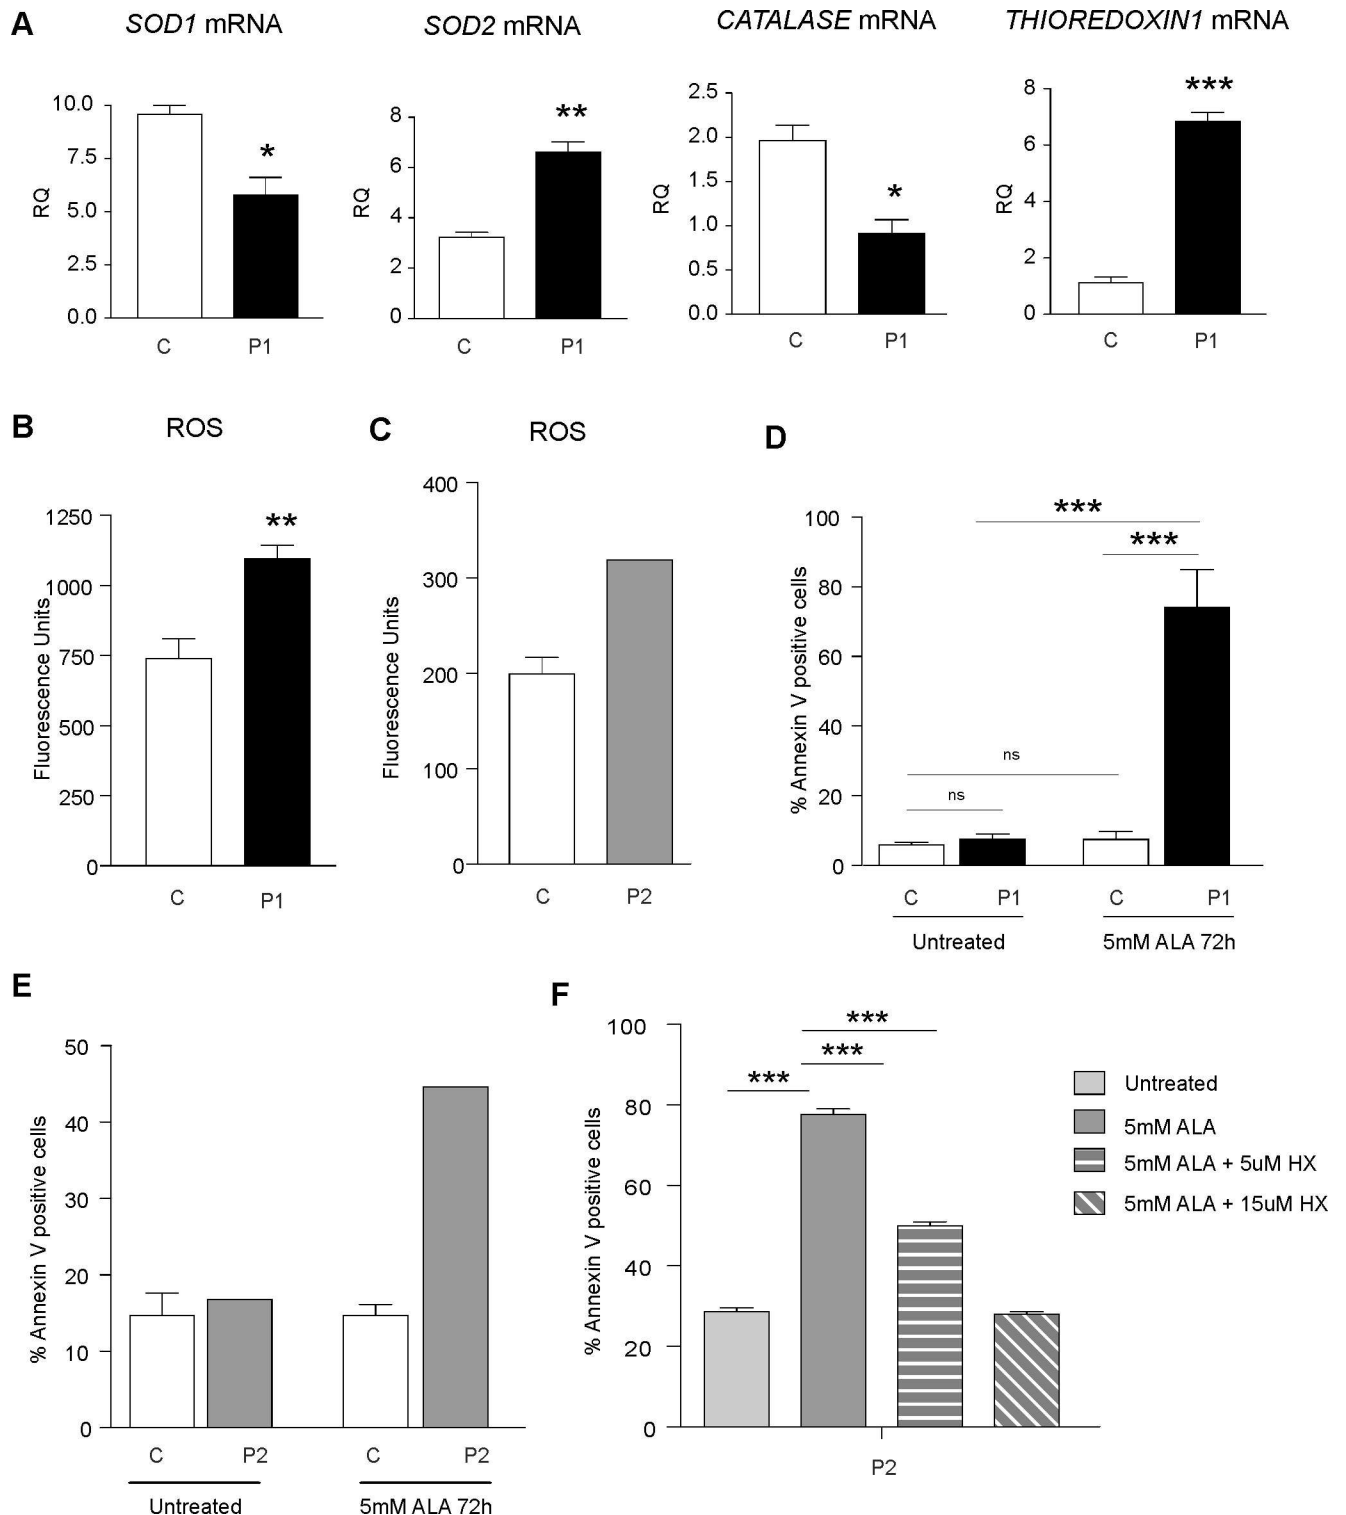 A
SOD1 mRNA
SOD2 mRNA
CATALASE mRNA
THIOREDOXIN1 mRNA
10.0
7.5
5.0
2.5
0.0
RQ
*
C P1
8
6
4
2
0
RQ
**
C P1
2.5
2.0
1.5
1.0
0.5
0.0
RQ
*
C P1
8
6
4
2
0
RQ
***
C P1
B
ROS
1250
1000
750
500
250
0
Fluorescence Units
**
C P1
C
ROS
400
300
200
100
0
Fluorescence Units
C P2
D
100
80
60
40
20
0
% Annexin V positive cells
***
***
ns
ns
C P1 C P1
Untreated 5mM ALA 72h
E
50
40
30
20
10
0
% Annexin V positive cells
C P2 C P2
Untreated 5mM ALA 72h
F
100
80
60
40
20
0
% Annexin V positive cells
***
***
***
P2
Untreated
5mM ALA
5mM ALA + 5uM HX
5mM ALA + 15uM HX